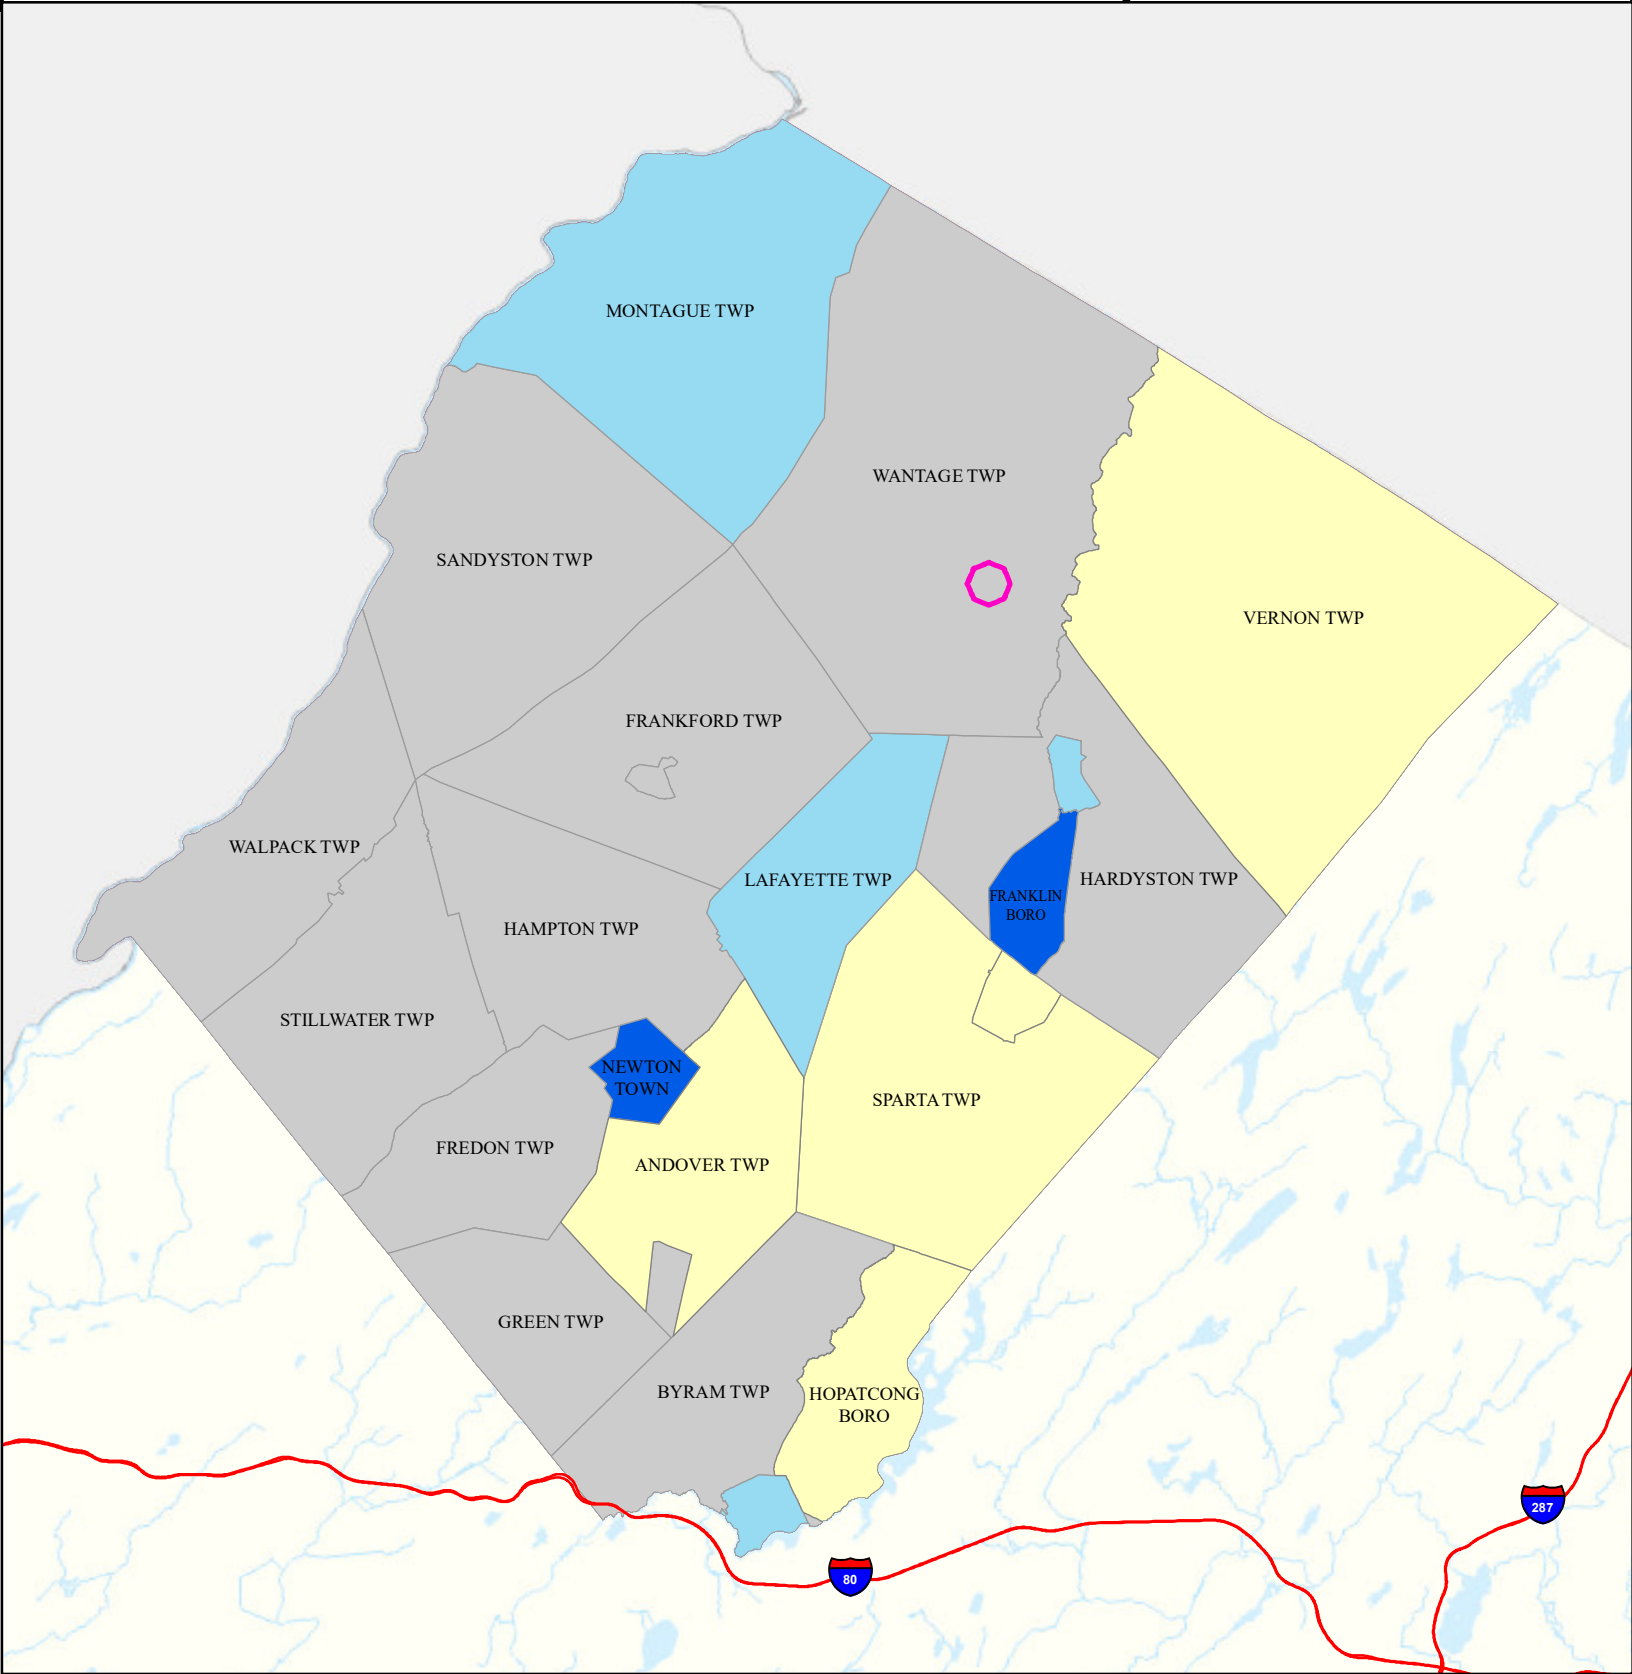 MONTAGUE TWP
WANTAGE TWP
SANDYSTON TWP
VERNON TWP
FRANKFORD TWP
WALPACK TWP
LAFAYETTE TWP
HARDYSTON TWP
FRANKLIN
BORO
HAMPTON TWP
STILLWATER TWP
NEWTON
TOWN
SPARTA TWP
FREDON TWP
ANDOVER TWP
GREEN TWP
BYRAM TWP
HOPATCONG
BORO
287
80